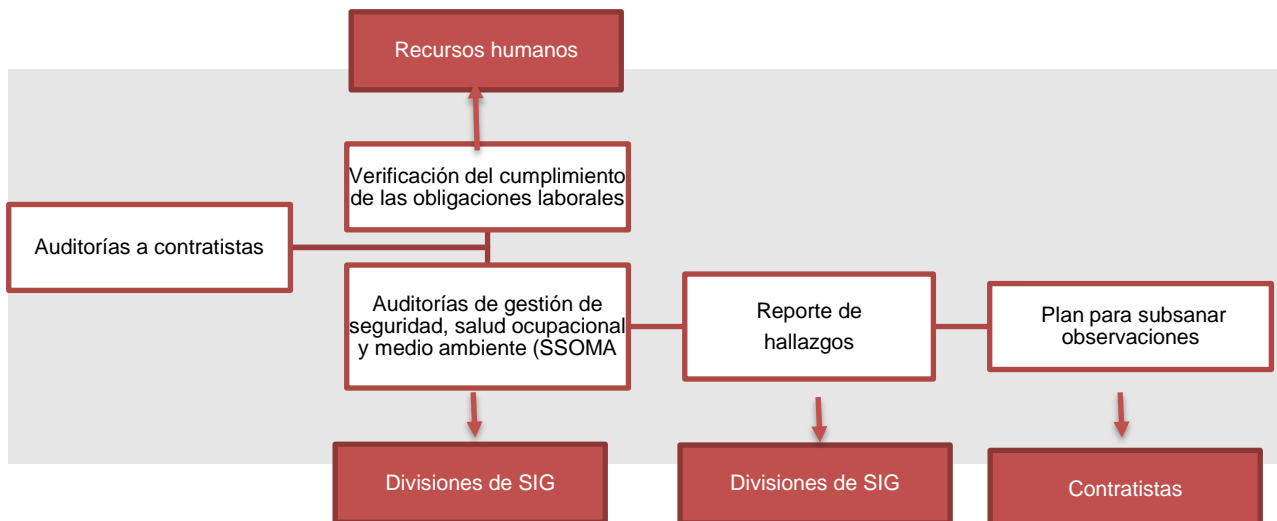 Recursos humanos
Verificación del cumplimiento
de las obligaciones laborales
Auditorías a contratistas
Auditorías de gestión de
seguridad, salud ocupacional
y medio ambiente (SSOMA
Reporte de
hallazgos
Plan para subsanar
observaciones
Divisiones de SIG
Divisiones de SIG
Contratistas